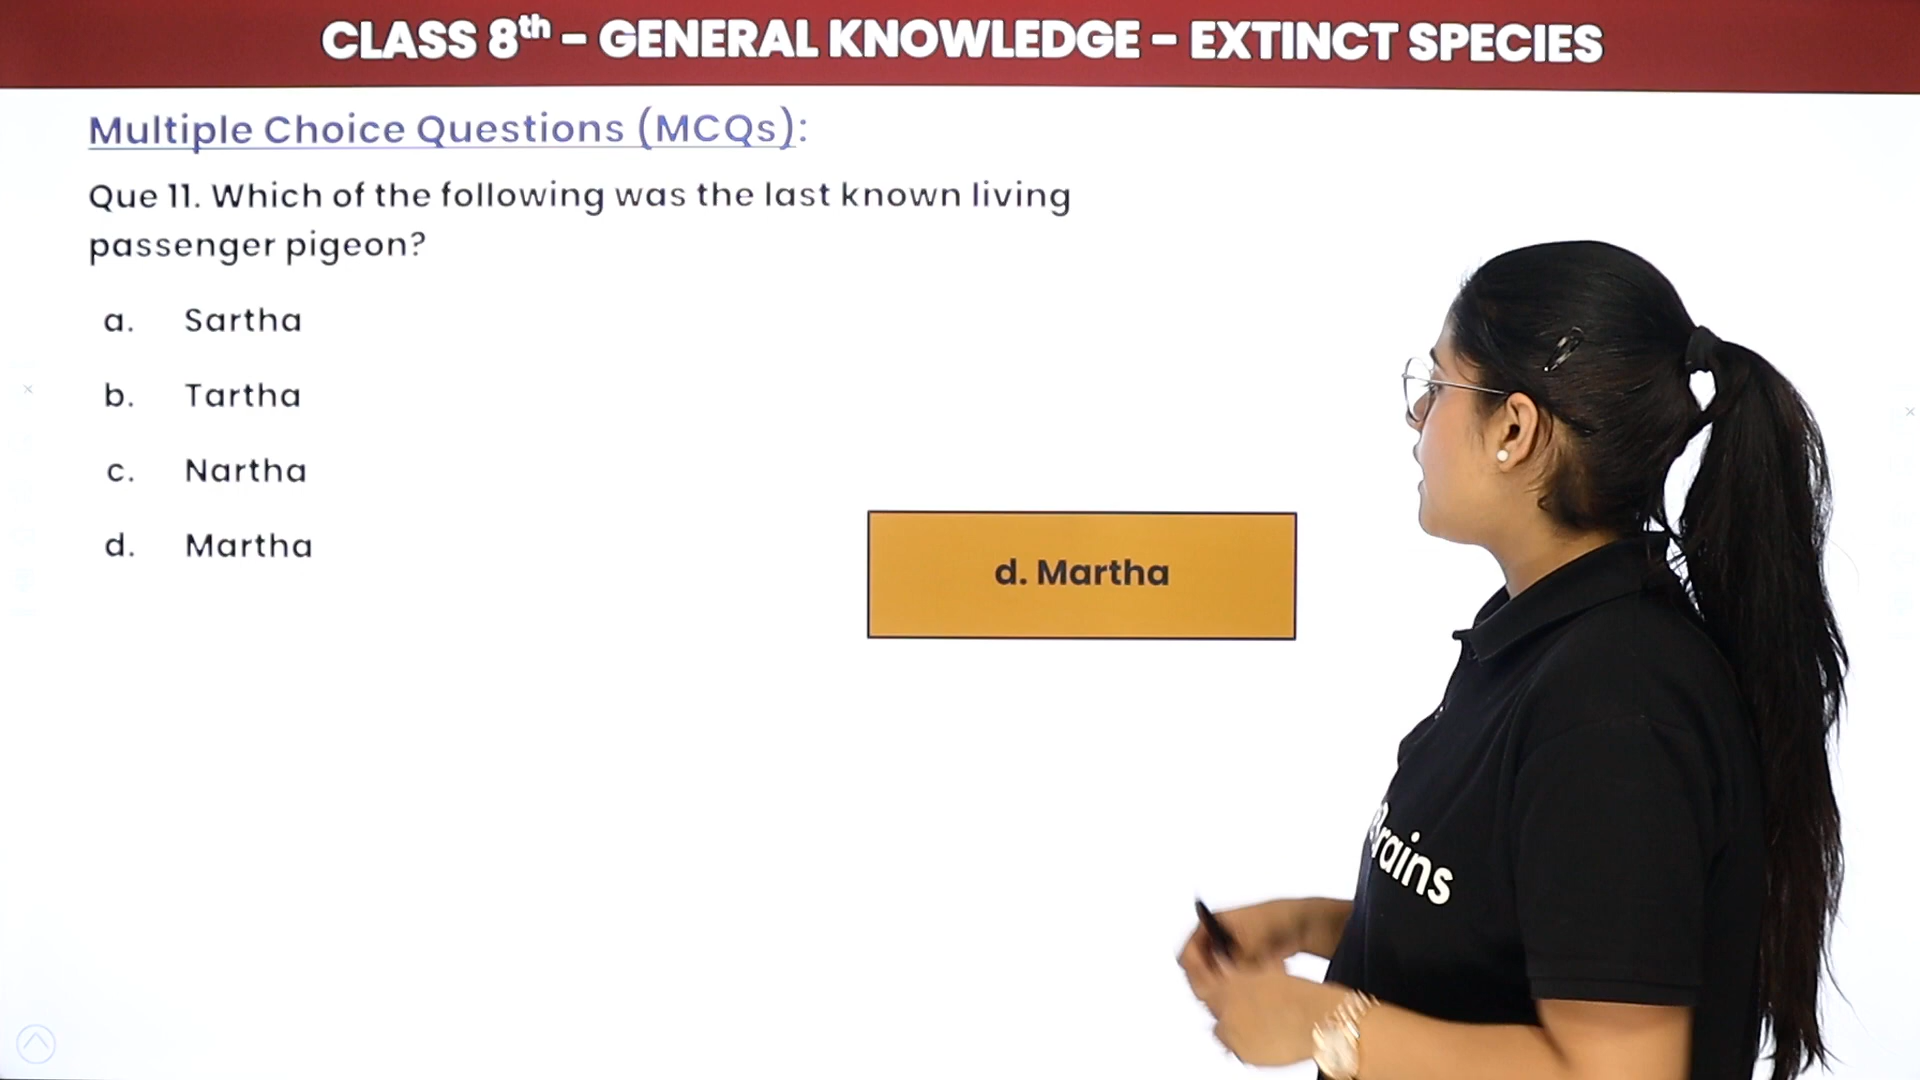 CLASS 8th - GENERAL KNOWLEDGE - EXTINCT SPECIES
Multiple Choice Questions (MCQs):
Que 11. Which of the following was the last known living
passenger pigeon?
a. Sartha
b. Tartha
c. Nartha
d. Martha
d. Martha
rains